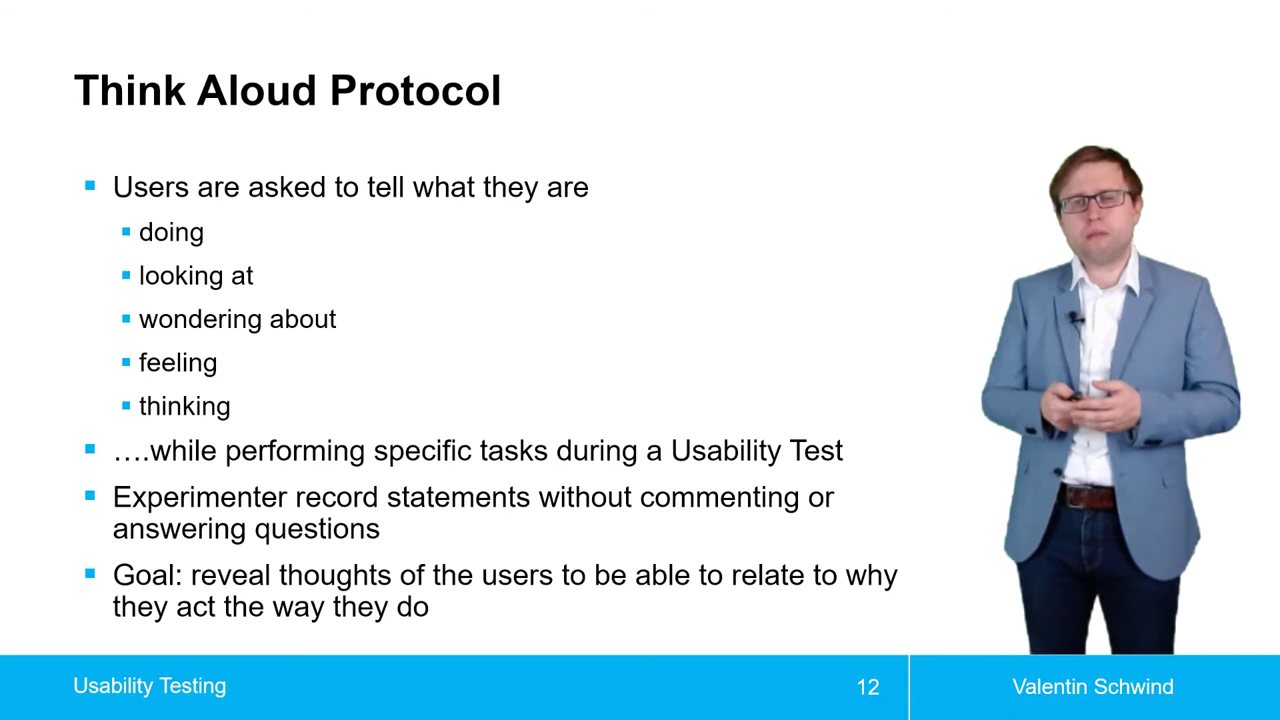 Think Aloud Protocol
Users are asked to tell what they are
doing
looking at
wondering about
feeling
thinking
….while performing specific tasks during a Usability Test
Experimenter record statements without commenting or
answering questions
Goal: reveal thoughts of the users to be able to relate to why
they act the way they do
Usability Testing
12
Valentin Schwind